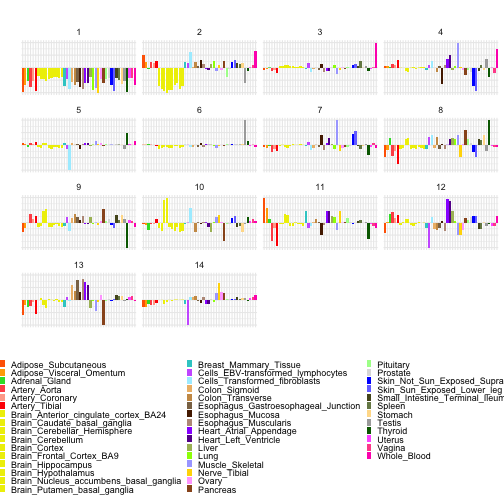 1 2 3 4
5 6 7 8
9 10 11 12
13 14
Adipose_Subcutaneous
Adipose_Visceral_Omentum
Adrenal_Gland
Artery_Aorta
Artery_Coronary
Artery_Tibial
Brain_Anterior_cingulate_cortex_BA24
Brain_Caudate_basal_ganglia
Brain_Cerebellar_Hemisphere
Brain_Cerebellum
Brain_Cortex
Brain_Frontal_Cortex_BA9
Brain_Hippocampus
Brain_Hypothalamus
Brain_Nucleus_accumbens_basal_ganglia
Brain_Putamen_basal_ganglia
Breast_Mammary_Tissue
Cells_EBV-transformed_lymphocytes
Cells_Transformed_fibroblasts
Colon_Sigmoid
Colon_Transverse
Esophagus_Gastroesophageal_Junction
Esophagus_Mucosa
Esophagus_Muscularis
Heart_Atrial_Appendage
Heart_Left_Ventricle
Liver
Lung
Muscle_Skeletal
Nerve_Tibial
Ovary
Pancreas
Pituitary
Prostate
Skin_Not_Sun_Exposed_Supra
Skin_Sun_Exposed_Lower_leg
Small_Intestine_Terminal_Ileum
Spleen
Stomach
Testis
Thyroid
Uterus
Vagina
Whole_Blood